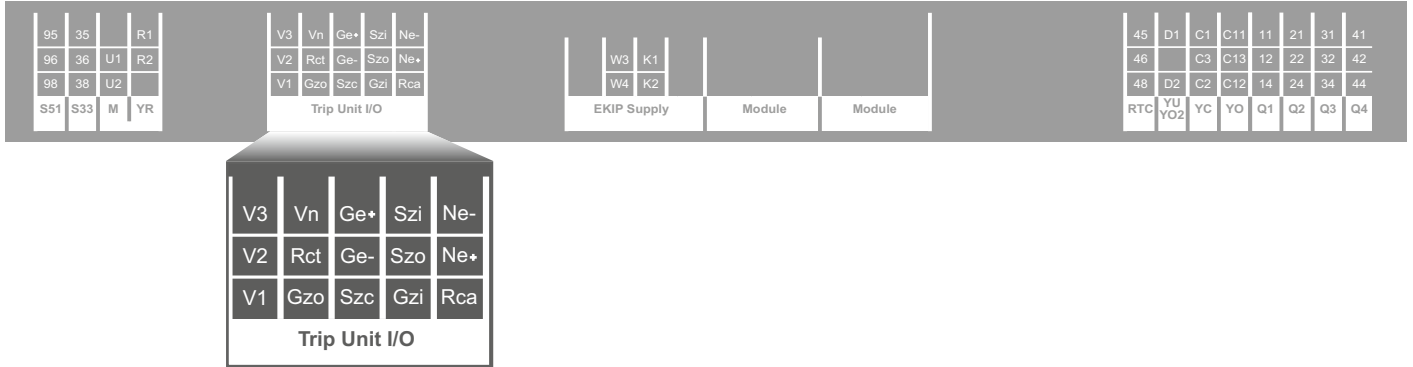 95 35 R1
96 36 U1 R2
98 38 U2
S51 S33 M YR
V3 Vn Ge+ Szi Ne-
V2 Rct Ge- Szo Ne+
V1 Gzo Szc Gzi Rca
Trip Unit I/O
W3 K1
W4 K2
EKIP Supply Module Module
45 D1 C1 C11 11 21 31 41
46 C3 C13 12 22 32 42
48 D2 C2 C12 14 24 34 44
RTC YU YC YO Q1 Q2 Q3 Q4
YO2
V3 Vn Ge+ Szi Ne-
V2 Rct Ge- Szo Ne+
V1 Gzo Szc Gzi Rca
Trip Unit I/O